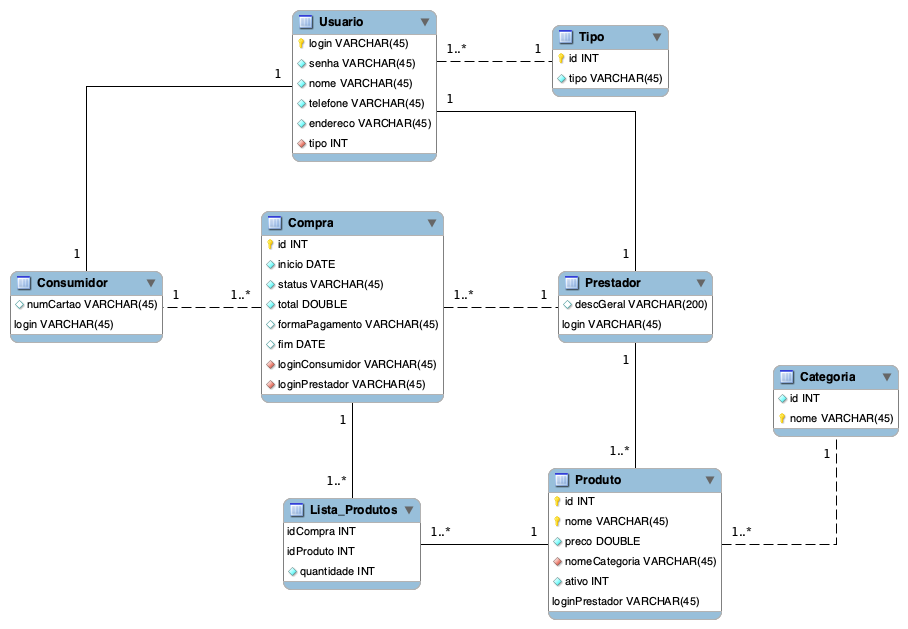 Usuario
login VARCHAR(45)
senha VARCHAR(45)
nome VARCHAR(45)
telefone VARCHAR(45)
endereco VARCHAR(45)
tipo INT
1..*
1
Tipo
id INT
tipo VARCHAR(45)
1
1
1
1
Compra
id INT
inicio DATE
status VARCHAR(45)
total DOUBLE
formaPagamento VARCHAR(45)
fim DATE
loginConsumidor VARCHAR(45)
loginPrestador VARCHAR(45)
Consumidor
numCartao VARCHAR(45)
login VARCHAR(45)
1
1..*
1..*
1
Prestador
descGeral VARCHAR(200)
login VARCHAR(45)
1
1..*
Categoria
id INT
nome VARCHAR(45)
1
1..*
1
1..*
Lista_Produtos
idCompra INT
idProduto INT
quantidade INT
1..*
1
Produto
id INT
nome VARCHAR(45)
preco DOUBLE
nomeCategoria VARCHAR(45)
ativo INT
loginPrestador VARCHAR(45)